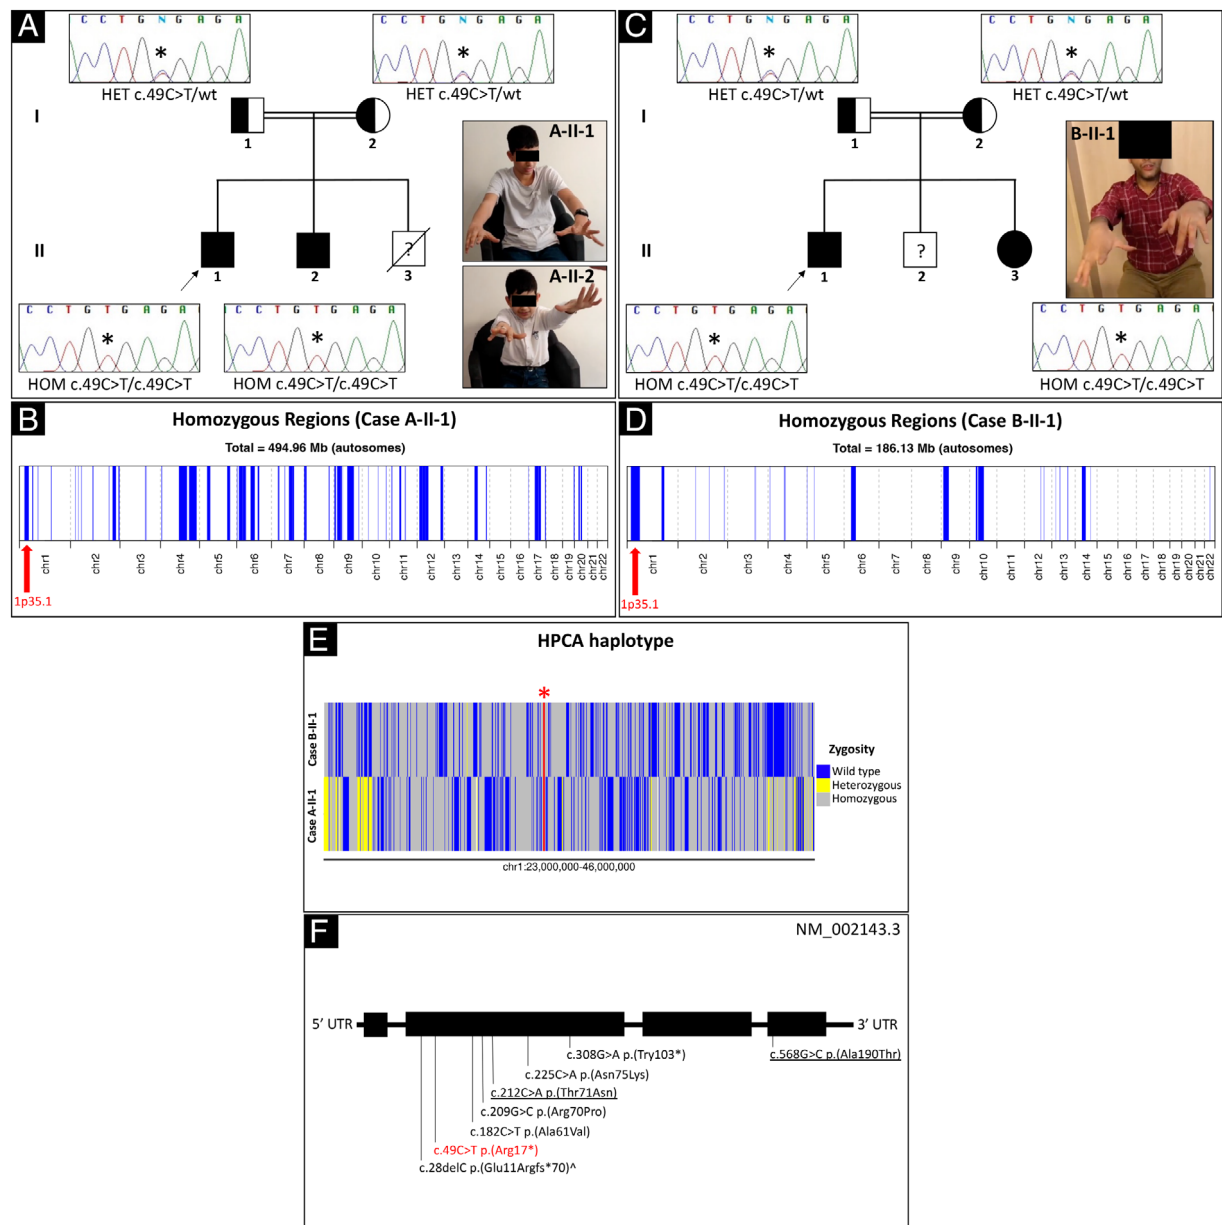 A
C C T G N G A G A
*
HET c.49C>T/wt
C C T G N G A G A
*
HET c.49C>T/wt
I
1
2
A-II-1
II
1
2
?
3
A-II-2
C C T G T G A G A
*
HOM c.49C>T/c.49C>T
C C T G T G A G A
*
HOM c.49C>T/c.49C>T
C
C C T G N G A G A
*
HET c.49C>T/wt
C C T G N G A G A
*
HET c.49C>T/wt
I
1
2
B-II-1
II
1
?
2
3
C C T G T G A G A
*
HOM c.49C>T/c.49C>T
C C T G T G A G A
*
HOM c.49C>T/c.49C>T
B
Homozygous Regions (Case A-II-1)
Total = 494.96 Mb (autosomes)
chr1 chr2 chr3 chr4 chr5 chr6 chr7 chr8 chr9 chr10 chr11 chr12 chr13 chr14 chr15 chr16 chr17 chr18 chr19 chr20 chr21 chr22
1p35.1
D
Homozygous Regions (Case B-II-1)
Total = 186.13 Mb (autosomes)
chr1 chr2 chr3 chr4 chr5 chr6 chr7 chr8 chr9 chr10 chr11 chr12 chr13 chr14 chr15 chr16 chr17 chr18 chr19 chr20 chr21 chr22
1p35.1
E
HPCA haplotype
*
Case B-II-1
Case A-II-1
Zygosity
Wild type
Heterozygous
Homozygous
chr1:23,000,000-46,000,000
F
NM_002143.3
5' UTR
3' UTR
c.308G>A p.(Try103*)
c.568G>C p.(Ala190Thr)
c.225C>A p.(Asn75Lys)
c.212C>A p.(Thr71Asn)
c.209G>C p.(Arg70Pro)
c.182C>T p.(Ala61Val)
c.49C>T p.(Arg17*)
c.28delC p.(Glu11Argfs*70)^